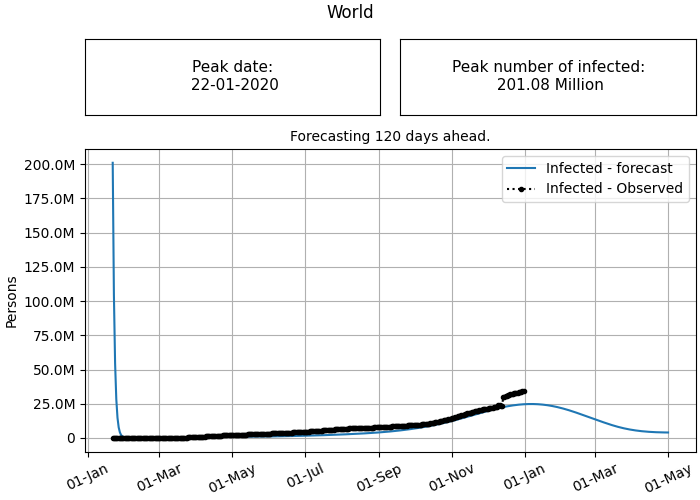 World
Peak date:
22-01-2020
Peak number of infected:
201.08 Million
Forecasting 120 days ahead.
Infected - forecast
Infected - Observed
Persons
200.0M
175.0M
150.0M
125.0M
100.0M
75.0M
50.0M
25.0M
0
01-Jan
01-Mar
01-May
01-Jul
01-Sep
01-Nov
01-Jan
01-Mar
01-May